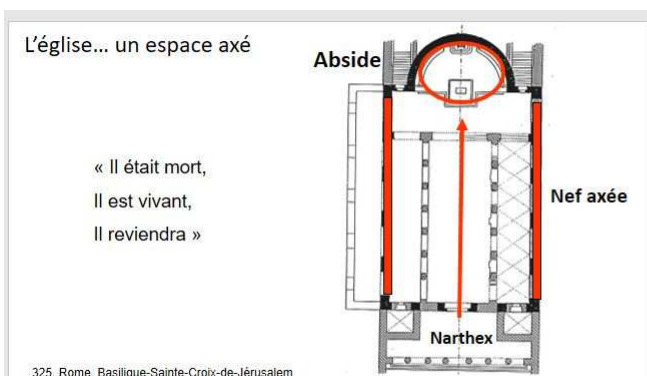 L'église... un espace axé
Abside
« Il était mort,
Il est vivant,
Il reviendra »
Nef axée
Narthex
325, Rome, Basilique-Sainte-Croix-de-Jérusalem